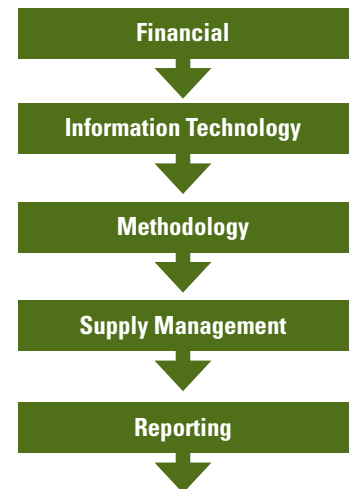 Financial
Information Technology
Methodology
Supply Management
Reporting